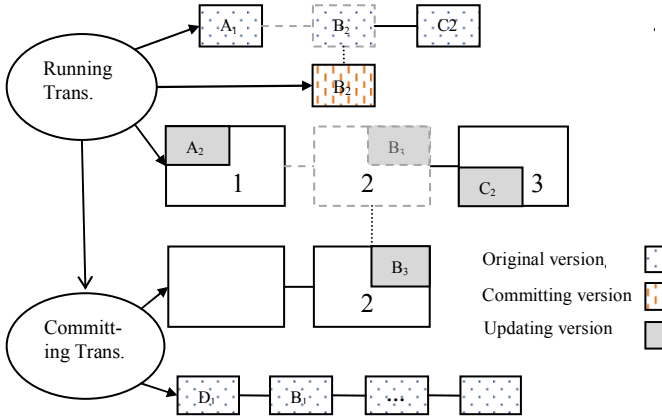 A1
B2
C2
Running
Trans.
B2
A2
1
B3
2
C2
3
B3
2
Original version,
Committing version
Updating version
Committ-
ing Trans.
D1
B1
...